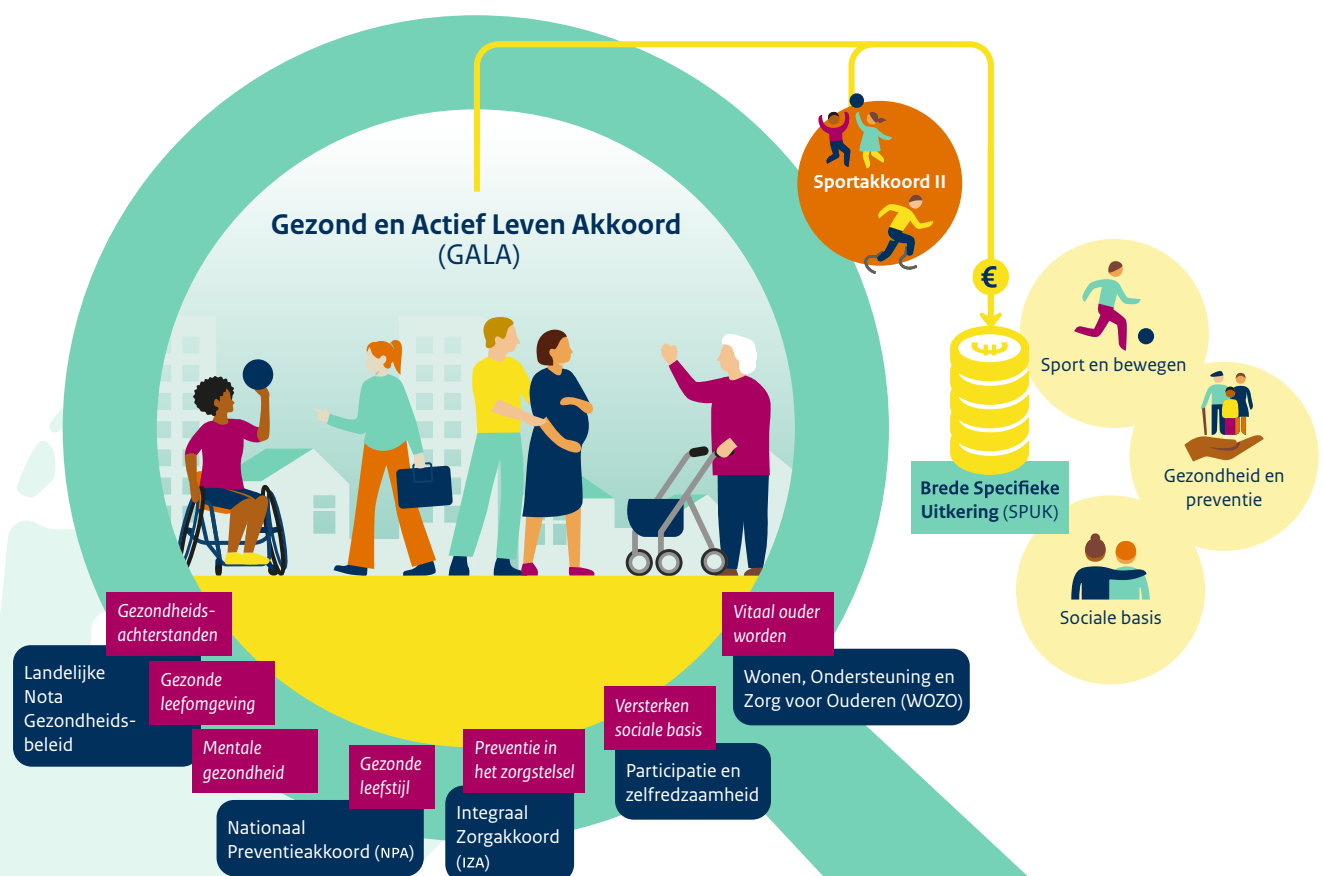 Gezond en Actief Leven Akkoord
(GALA)
Sportakkoord II
€
Sport en bewegen
Gezondheid en
preventie
Brede Specifieke
Uitkering (SPUK)
Sociale basis
Gezondheids-
achterstanden
Landelijke
Nota
Gezondheids-
beleid
Gezonde
leefomgeving
Mentale
gezondheid
Gezonde
leefstijl
Nationaal
Preventieakkoord (NPA)
Preventie in
het zorgstelsel
Integraal
Zorgakkoord
(IZA)
Versterken
sociale basis
Participatie en
zelfredzaamheid
Vitaal ouder
worden
Wonen, Ondersteuning en
Zorg voor Ouderen (WOZO)